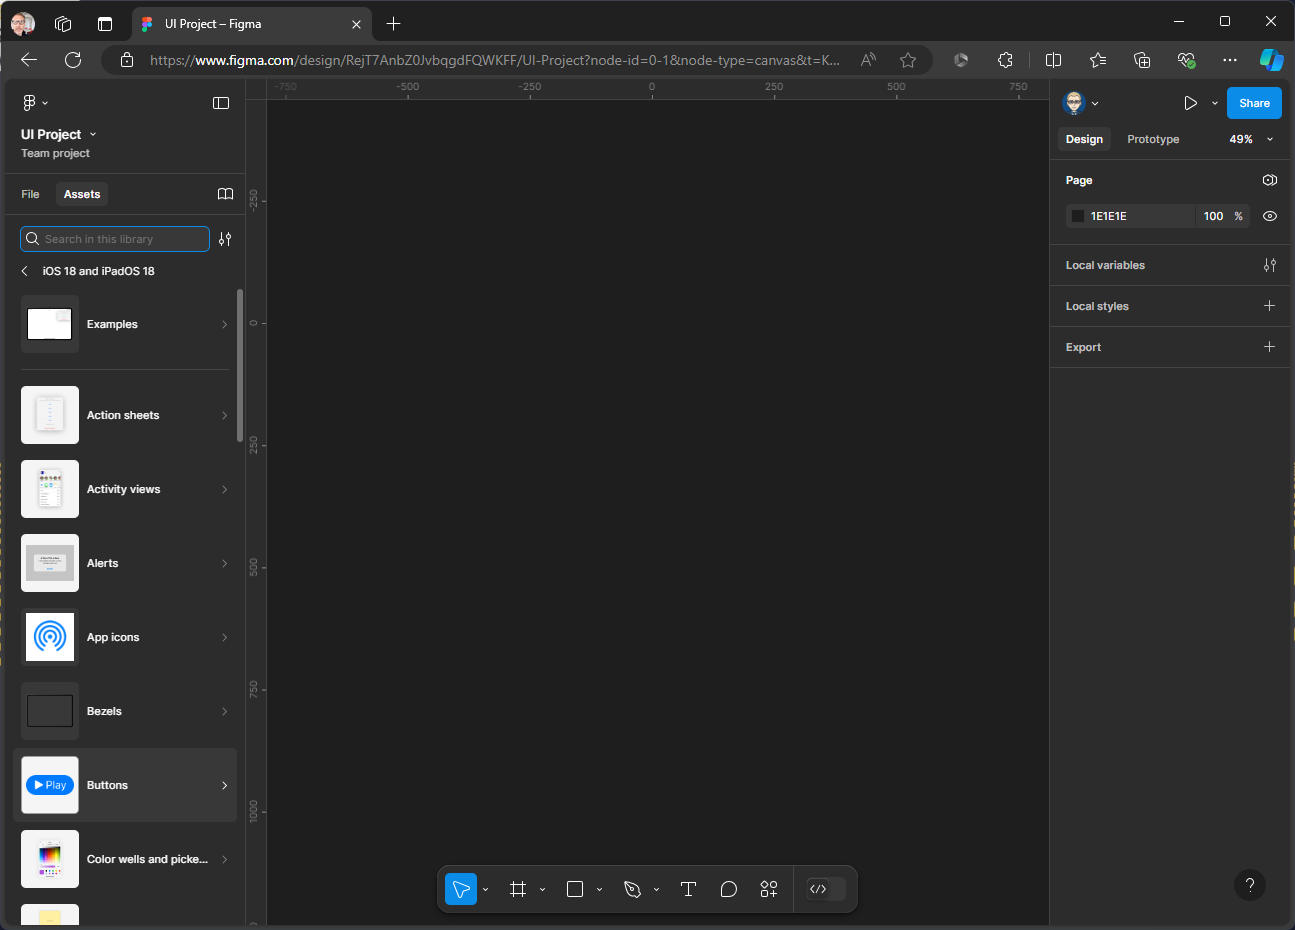 UI Project – Figma
https://www.figma.com/design/RejT7AnbZ0JvbqgdFQWKFF/UI-Project?node-id=0-1&node-type=canvas&t=K...
UI Project
Team project
File
Assets
Search in this library
iOS 18 and iPadOS 18
Examples
Action sheets
Activity views
Alerts
App icons
Bezels
Play
Buttons
Color wells and picke...
-750
-500
-250
0
250
500
750
-250
0
250
500
750
1000
Share
Design
Prototype
49%
Page
1E1E1E
100
%
Local variables
Local styles
Export
?